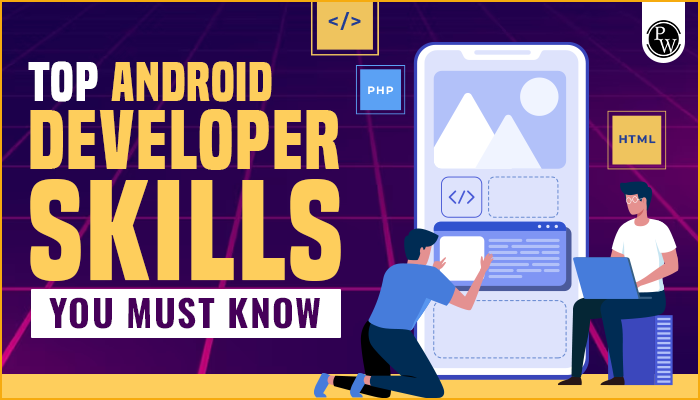 </>
PW
TOP ANDROID
DEVELOPER
SKILLS
YOU MUST KNOW
PHP
HTML
</>